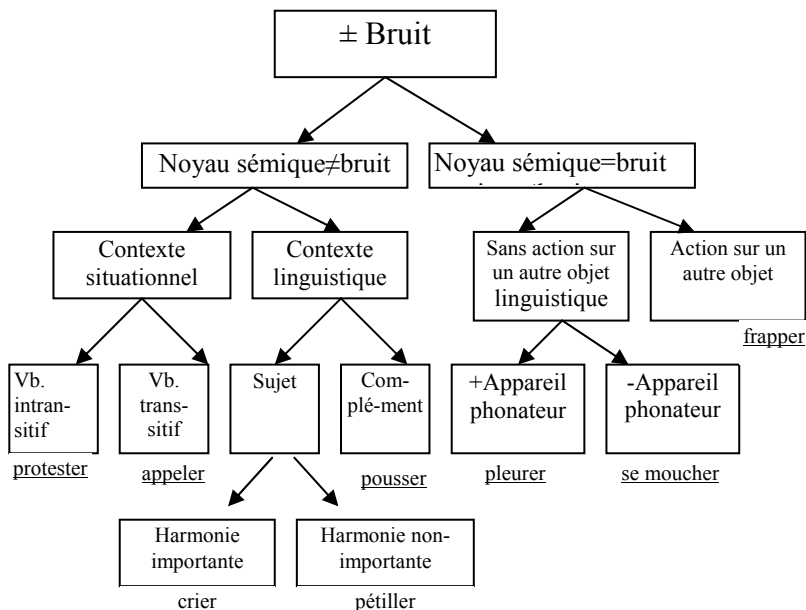 ± Bruit
Noyau sémique≠bruit
Noyau sémique=bruit
Contexte
situationnel
Contexte
linguistique
Sans action sur
un autre objet
linguistique
Action sur un
autre objet
frapper
Vb.
intran-
sitif
Vb.
trans-
sitif
Sujet
Com-
plé-ment
+Appareil
phonateur
-Appareil
phonateur
protester
appeler
pousser
pleurer
se moucher
Harmonie
importante
Harmonie non-
importante
crier
pétiller